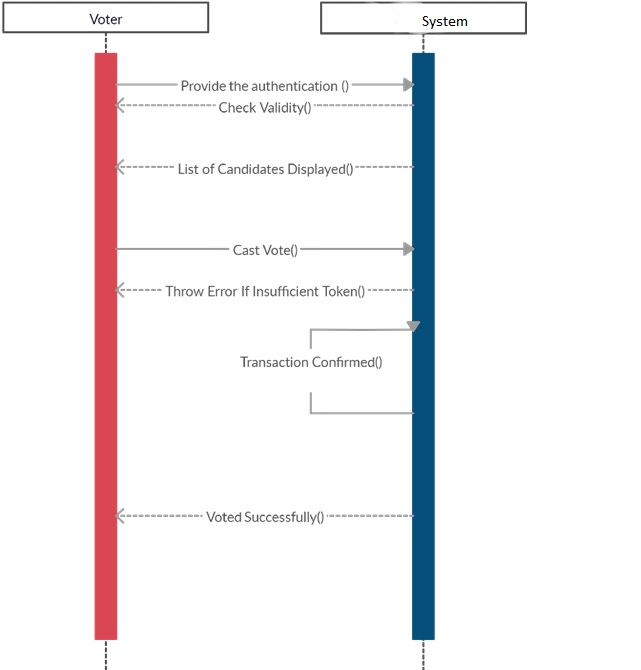 Voter
System
Provide the authentication ()
Check Validity()
List of Candidates Displayed()
Cast Vote()
Throw Error If Insufficient Token()
Transaction Confirmed()
Voted Successfully()